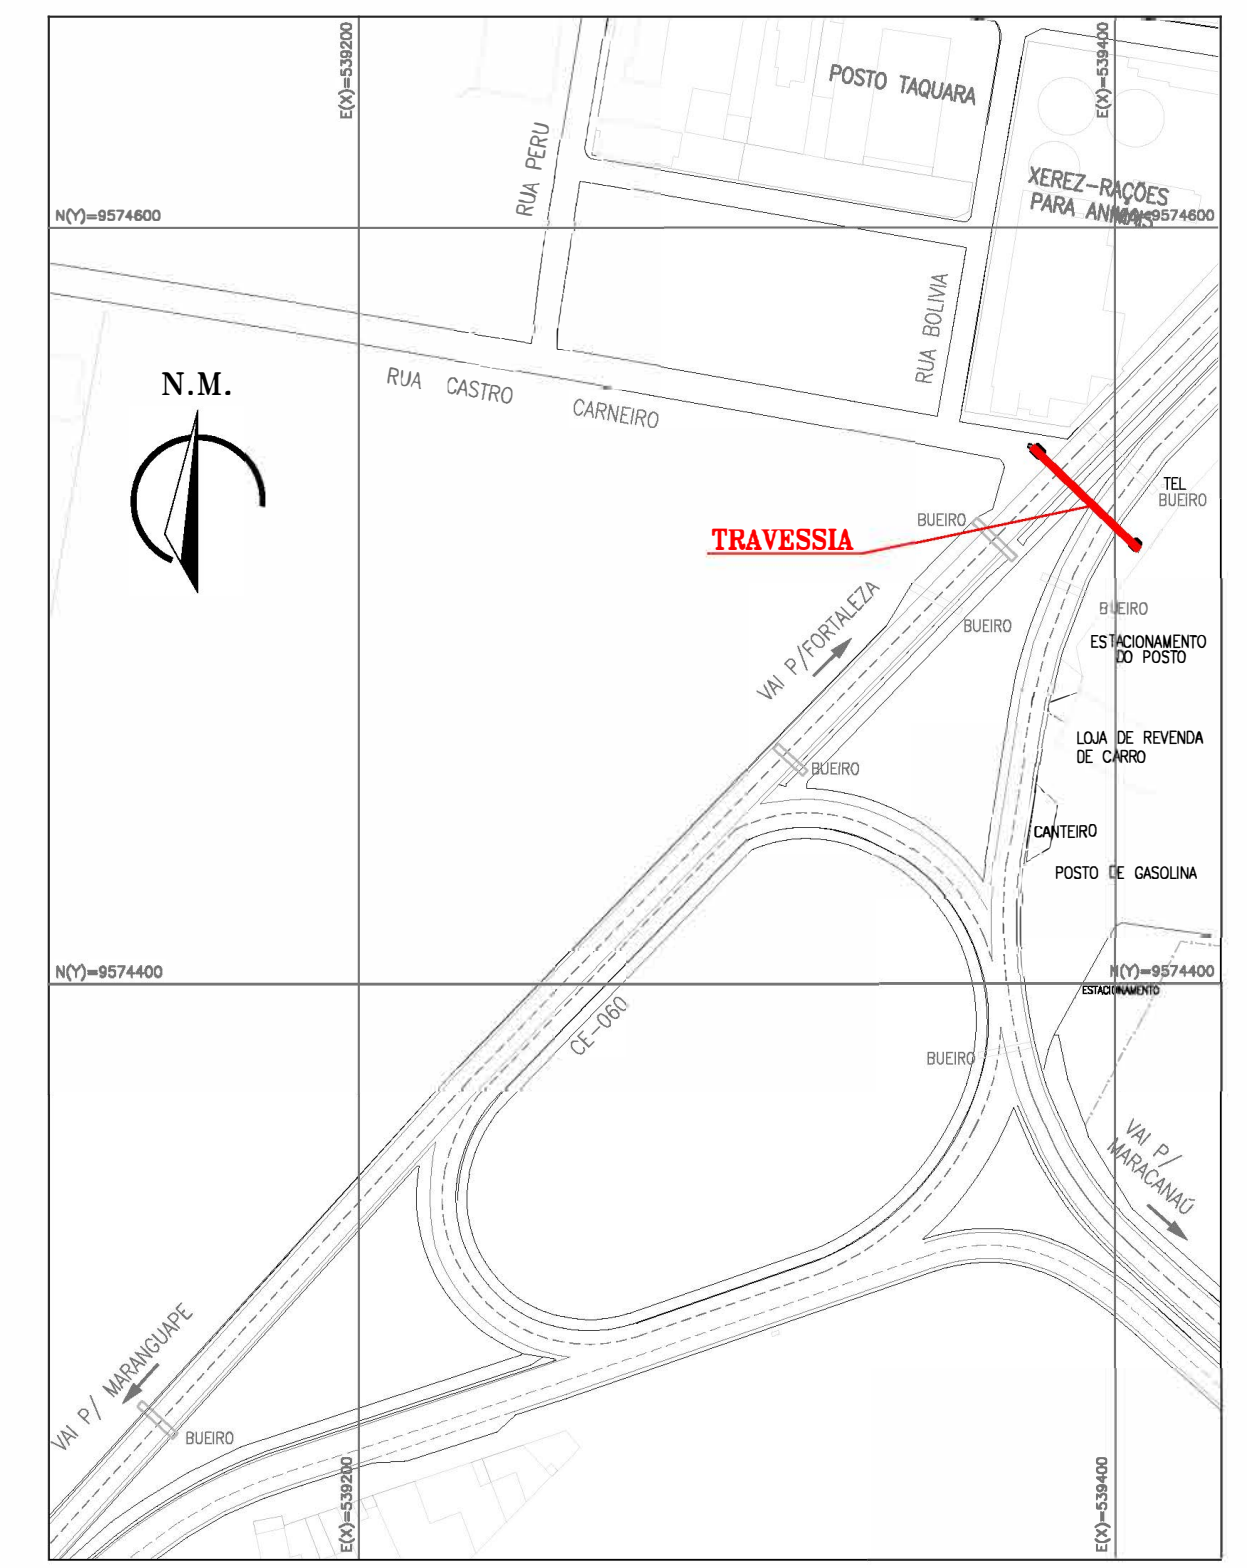 E(X)=539200
E(X)=539400
POSTO TAQUARA
RUA PERU
XEREZ-RAÇÕES
PARA ANIMAIS
N(Y)=9574600
9574600
RUA BOLIVIA
N.M.
RUA CASTRO CARNEIRO
TEL
BUEIRO
BUEIRO
TRAVESSIA
VAI P/FORTALEZA
BUEIRO
BUEIRO
ESTACIONAMENTO
DO POSTO
LOJA DE REVENDA
DE CARRO
BUEIRO
CANTEIRO
POSTO DE GASOLINA
N(Y)=9574400
N(Y)=9574400
ESTACIONAMENTO
CE-060
BUEIRO
VAI P/
MARACANAÚ
VAI P/ MARANGUAPE
BUEIRO
E(X)=539200
E(X)=539400